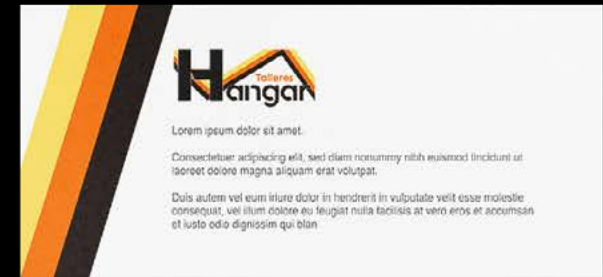 Talleres
Hangar
Lorem ipsum dolor sit amet.
Consectetuer adipiscing elit, sed diam nonummy nibh euismod tincidunt ut
laoreet dolore magna aliquam erat volutpat.
Duis autem vel eum iriure dolor in hendrerit in vulputate velit esse molestie
consequat, vel illum dolore eu feugiat nulla facilisis at vero eros et accumsan
et iusto odio dignissim qui blan